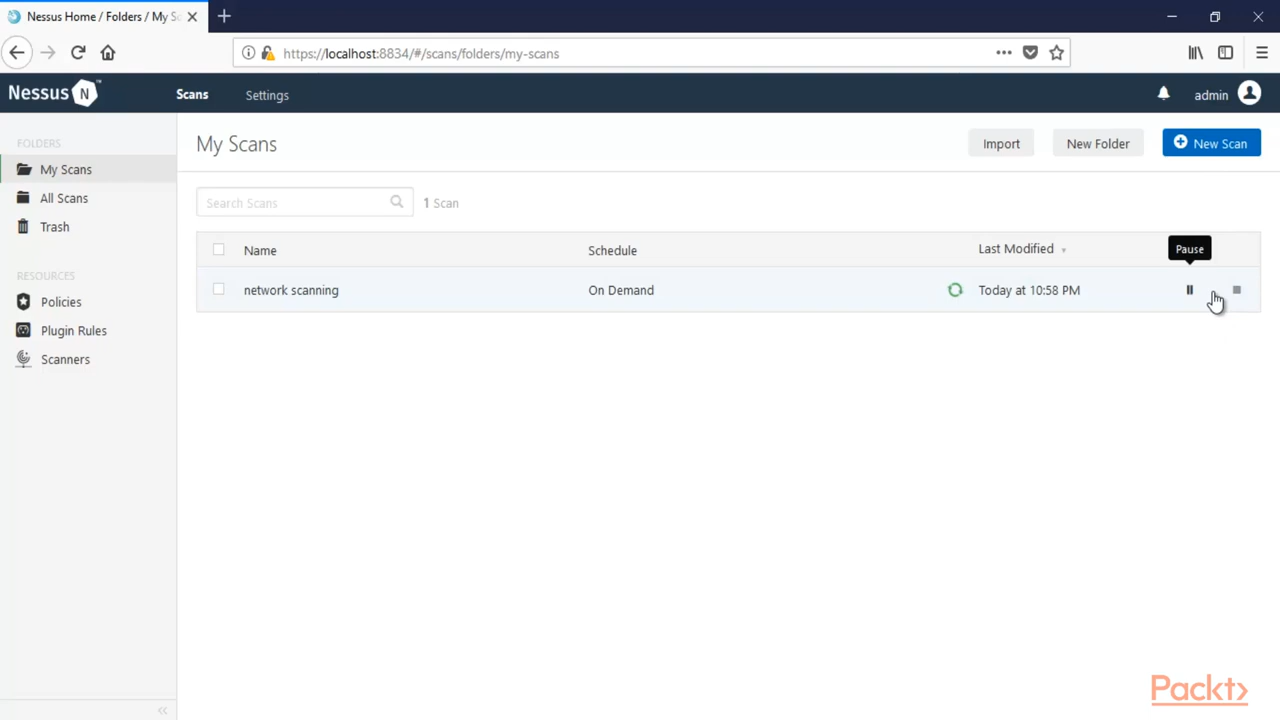 Nessus Home / Folders / My Sc
https://localhost:8834/#/scans/folders/my-scans
Nessus N ™
Scans
Settings
admin
FOLDERS
My Scans
All Scans
Trash
RESOURCES
Policies
Plugin Rules
Scanners
My Scans
Import
New Folder
New Scan
Search Scans
1 Scan
Name
Schedule
Last Modified
Pause
network scanning
On Demand
Today at 10:58 PM
Packt>